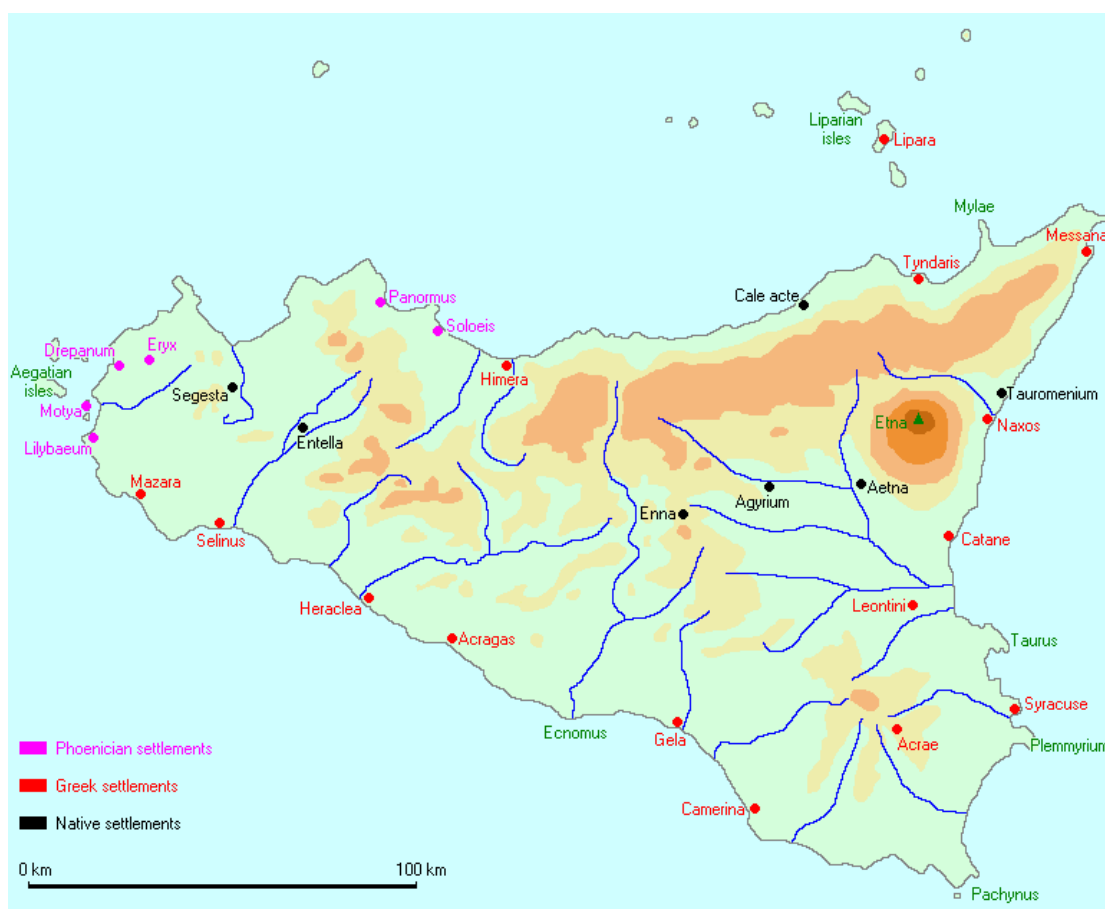 Liparian
isles
Lipara
Mylae
Messana
Tyndaris
Cale acte
Panormus
Soloeis
Drepanum
Eryx
Himera
Aegatian
isles
Segesta
Tauromenium
Motya
Etna
Naxos
Entella
Lilybaeum
Mazara
Aetna
Agyrium
Enna
Selinus
Catane
Heraclea
Leontini
Acragas
Taurus
Syracuse
Ecnomus
Gela
Acrae
Plemmyrium
Phoenician settlements
Greek settlements
Camerina
Native settlements
0 km
100 km
Pachynus